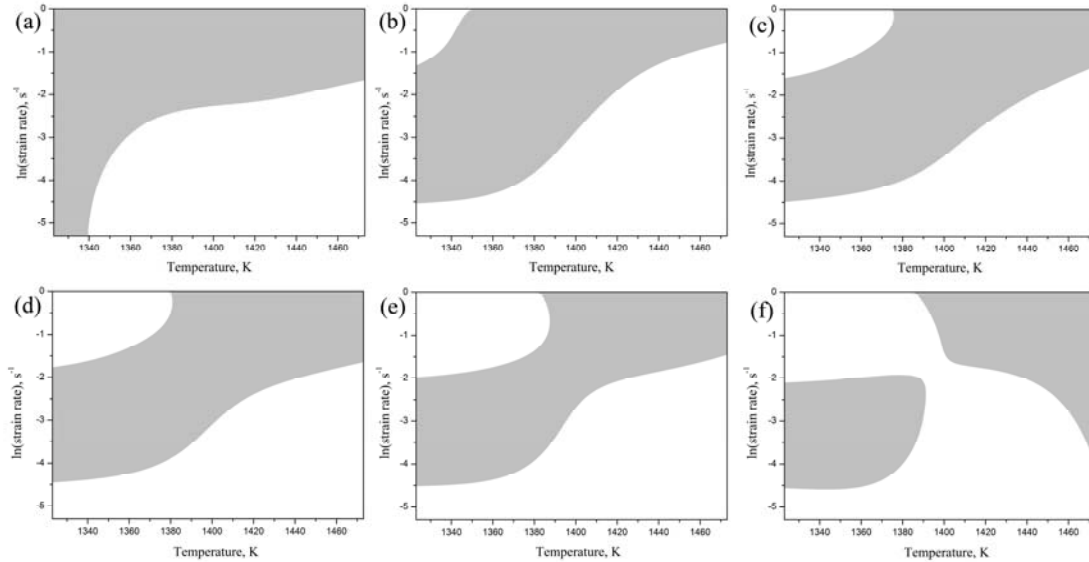 (a)
0
-1
-2
-3
-4
-5
ln(strain rate), s⁻¹
1340 1360 1380 1400 1420 1440 1460
Temperature, K
(b)
0
-1
-2
-3
-4
-5
ln(strain rate), s⁻¹
1340 1360 1380 1400 1420 1440 1460
Temperature, K
(c)
0
-1
-2
-3
-4
-5
ln(strain rate), s⁻¹
1340 1360 1380 1400 1420 1440 1460
Temperature, K
(d)
0
-1
-2
-3
-4
-5
ln(strain rate), s⁻¹
1340 1360 1380 1400 1420 1440 1460
Temperature, K
(e)
0
-1
-2
-3
-4
-5
ln(strain rate), s⁻¹
1340 1360 1380 1400 1420 1440 1460
Temperature, K
(f)
0
-1
-2
-3
-4
-5
ln(strain rate), s⁻¹
1340 1360 1380 1400 1420 1440 1460
Temperature, K